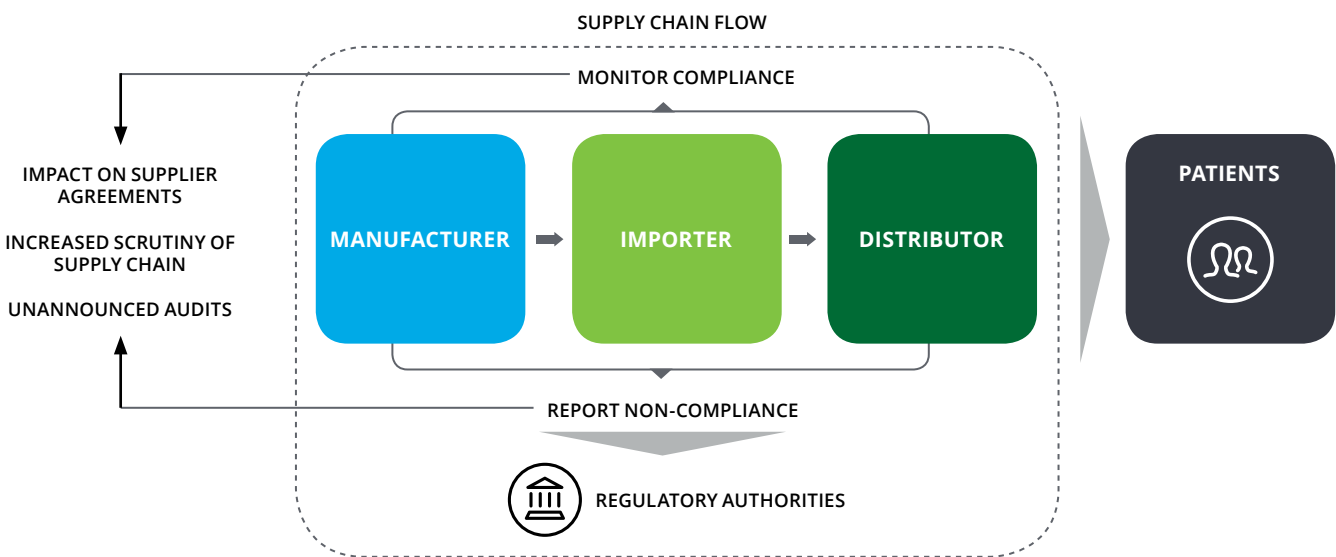 SUPPLY CHAIN FLOW
MONITOR COMPLIANCE
IMPACT ON SUPPLIER
AGREEMENTS
INCREASED SCRUTINY OF
SUPPLY CHAIN
UNANNOUNCED AUDITS
MANUFACTURER
IMPORTER
DISTRIBUTOR
PATIENTS
REPORT NON-COMPLIANCE
REGULATORY AUTHORITIES